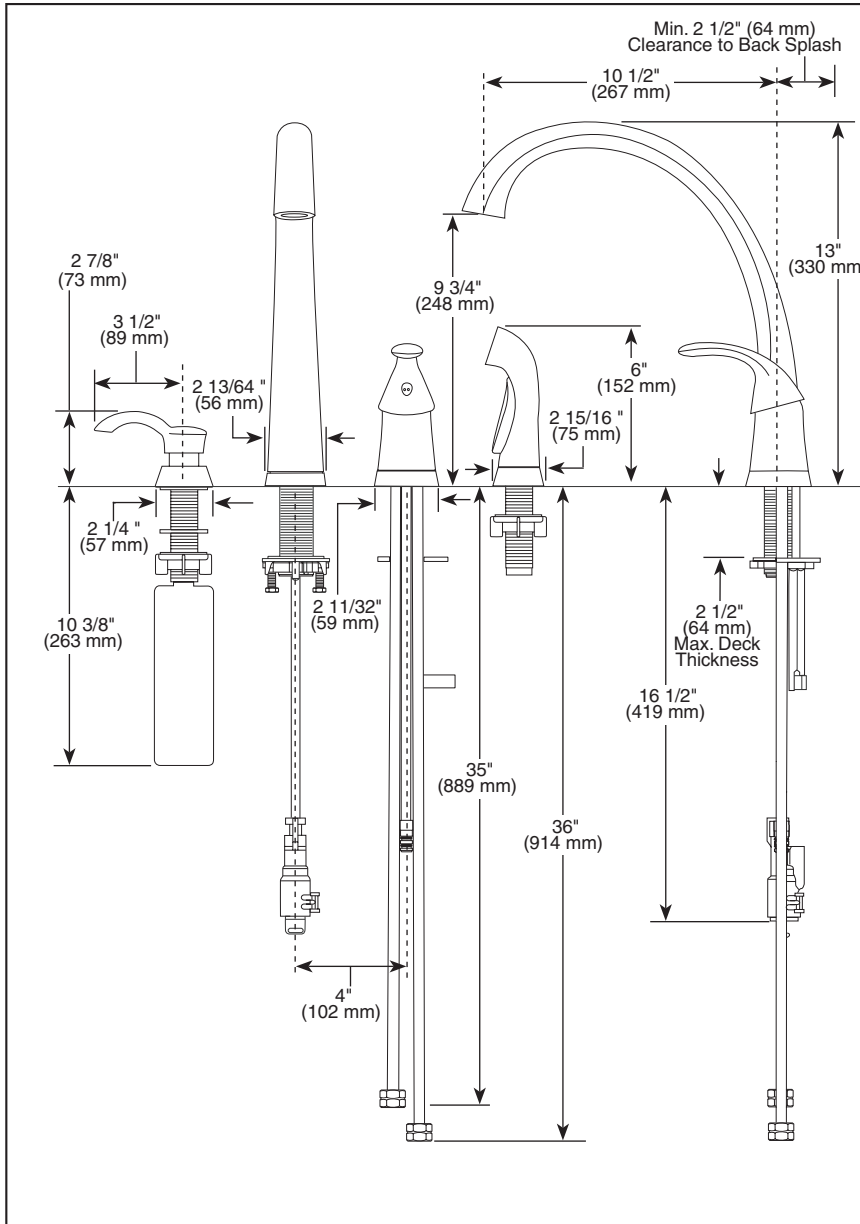 Min. 2 1/2" (64 mm)
Clearance to Back Splash
10 1/2"
(267 mm)
13"
(330 mm
2 7/8"
(73 mm)
9 3/4"
(248 mm)
3 1/2"
(89 mm)
6"
(152 mm)
2 13/64 "
(56 mm)
2 15/16 "
(75 mm)
2 1/4 "
(57 mm)
2 11/32"
(59 mm)
2 1/2"
(64 mm)
Max. Deck
Thickness
10 3/8"
(263 mm)
16 1/2"
(419 mm)
35"
(889 mm)
36"
(914 mm)
4"
(102 mm)